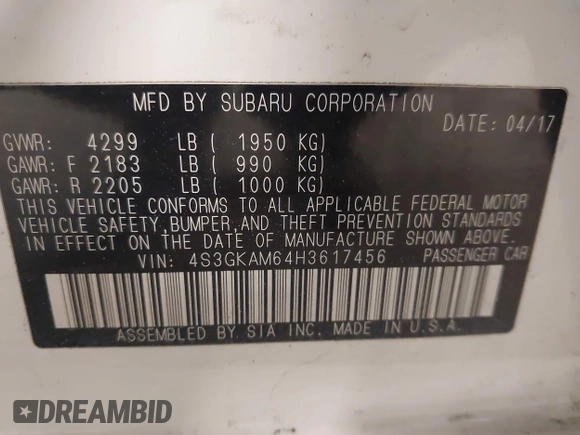 MFD BY SUBARU CORPORATION
DATE: 04/17
GVWR: 4299 LB ( 1950 KG)
GAWR: F 2183 LB ( 990 KG)
GAWR: R 2205 LB ( 1000 KG)
THIS VEHICLE CONFORMS TO ALL APPLICABLE FEDERAL MOTOR
VEHICLE SAFETY, BUMPER, AND THEFT PREVENTION STANDARDS
IN EFFECT ON THE DATE OF MANUFACTURE SHOWN ABOVE.
VIN: 4S3GKAM64H3617456 PASSENGER CAR
ASSEMBLED BY SIA INC. MADE IN U.S.A.
DREAMBID